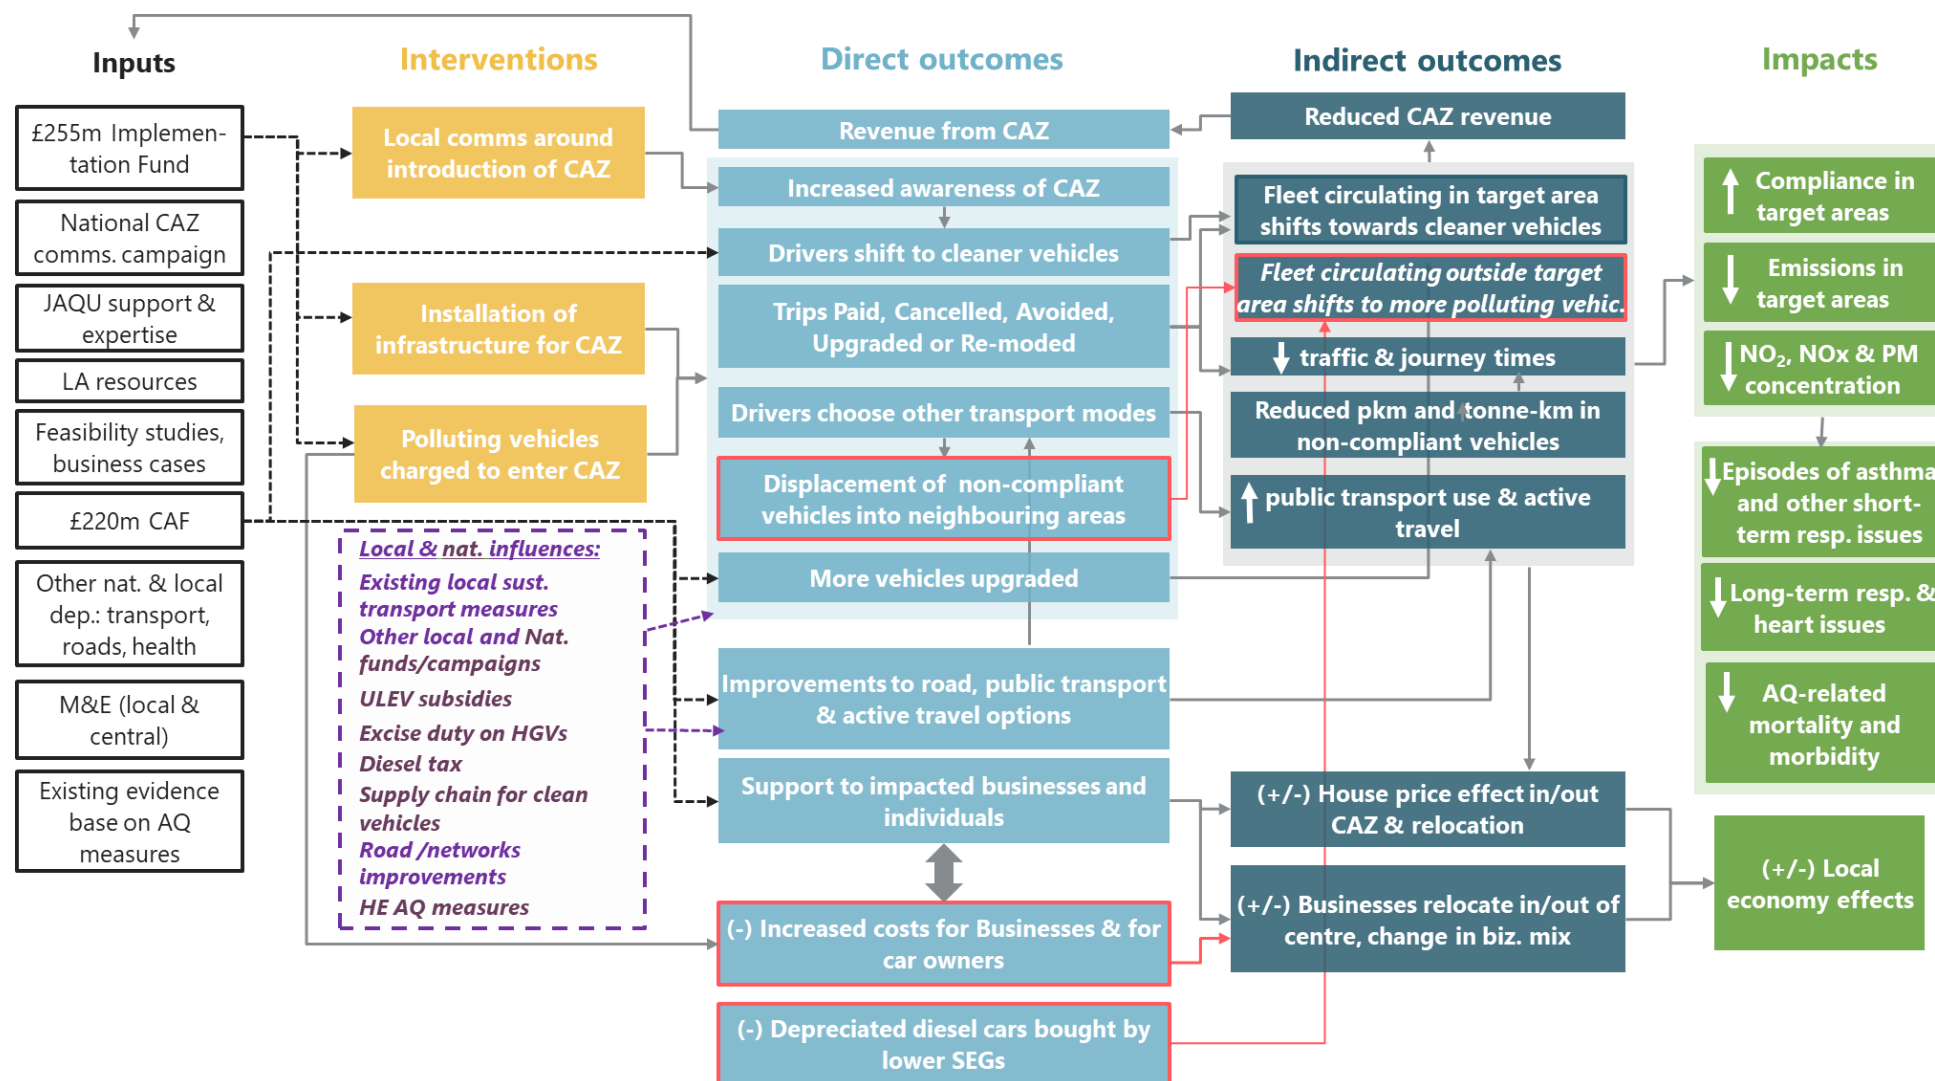 Inputs
Interventions
Direct outcomes
Indirect outcomes
Impacts
£255m Implemen-
tation Fund
National CAZ
comms. campaign
JAQU support &
expertise
LA resources
Feasibility studies,
business cases
£220m CAF
Other nat. & local
dep.: transport,
roads, health
M&E (local &
central)
Existing evidence
base on AQ
measures
Local comms around
introduction of CAZ
Installation of
infrastructure for CAZ
Polluting vehicles
charged to enter CAZ
Local & nat. influences:
Existing local sust.
transport measures
Other local and Nat.
funds/campaigns
ULEV subsidies
Excise duty on HGVs
Diesel tax
Supply chain for clean
vehicles
Road /networks
improvements
HE AQ measures
Revenue from CAZ
Increased awareness of CAZ
Drivers shift to cleaner vehicles
Trips Paid, Cancelled, Avoided,
Upgraded or Re-moded
Drivers choose other transport modes
Displacement of non-compliant
vehicles into neighbouring areas
More vehicles upgraded
Improvements to road, public transport
& active travel options
Support to impacted businesses and
individuals
(-) Increased costs for Businesses & for
car owners
(-) Depreciated diesel cars bought by
lower SEGs
Reduced CAZ revenue
Fleet circulating in target area
shifts towards cleaner vehicles
Fleet circulating outside target
area shifts to more polluting vehic.
traffic & journey times
Reduced pkm and tonne-km in
non-compliant vehicles
public transport use & active
travel
(+/-) House price effect in/out
CAZ & relocation
(+/-) Businesses relocate in/out of
centre, change in biz. mix
Compliance in
target areas
Emissions in
target areas
NO₂, NOx & PM
concentration
Episodes of asthma
and other short-
term resp. issues
Long-term resp. &
heart issues
AQ-related
mortality and
morbidity
(+/-) Local
economy effects